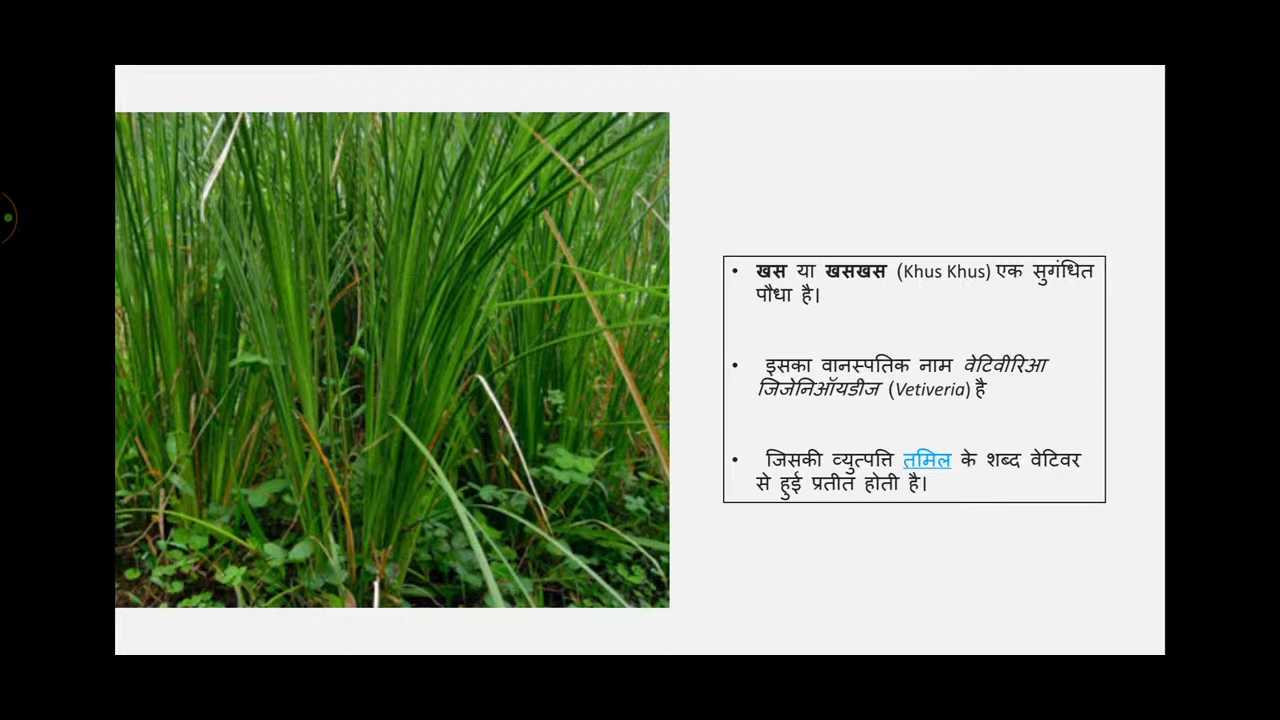 • खस या खसखस (Khus Khus) एक सुगंधित
पौधा है।
• इसका वानस्पतिक नाम वेटिवीरिआ
जिजेनिऑयडीज (Vetiveria) है
• जिसकी व्युत्पत्ति तमिल के शब्द वेटिवर
से हुई प्रतीत होती है।